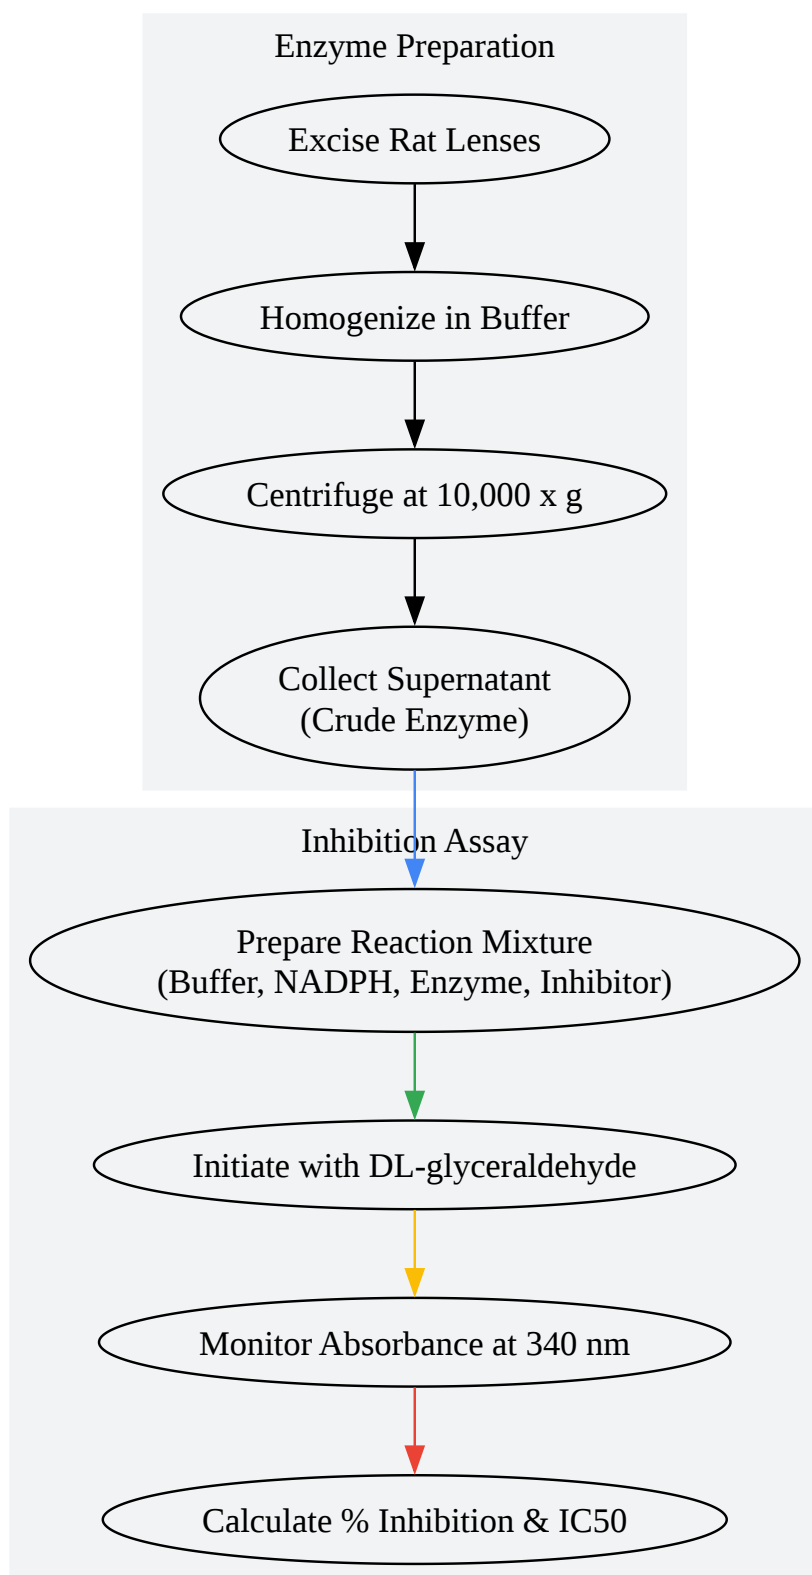 Enzyme Preparation
Excise Rat Lenses
Homogenize in Buffer
Centrifuge at 10,000 x g
Collect Supernatant
(Crude Enzyme)
Inhibition Assay
Prepare Reaction Mixture
(Buffer, NADPH, Enzyme, Inhibitor)
Initiate with DL-glyceraldehyde
Monitor Absorbance at 340 nm
Calculate % Inhibition & IC50